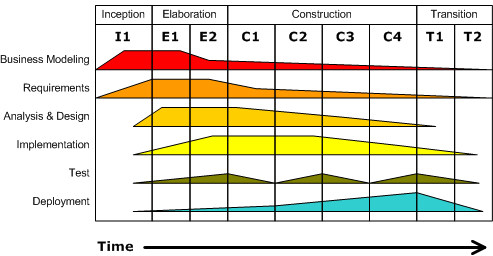 Inception Elaboration Construction Transition
I1 E1 E2 C1 C2 C3 C4 T1 T2
Business Modeling
Requirements
Analysis & Design
Implementation
Test
Deployment
Time